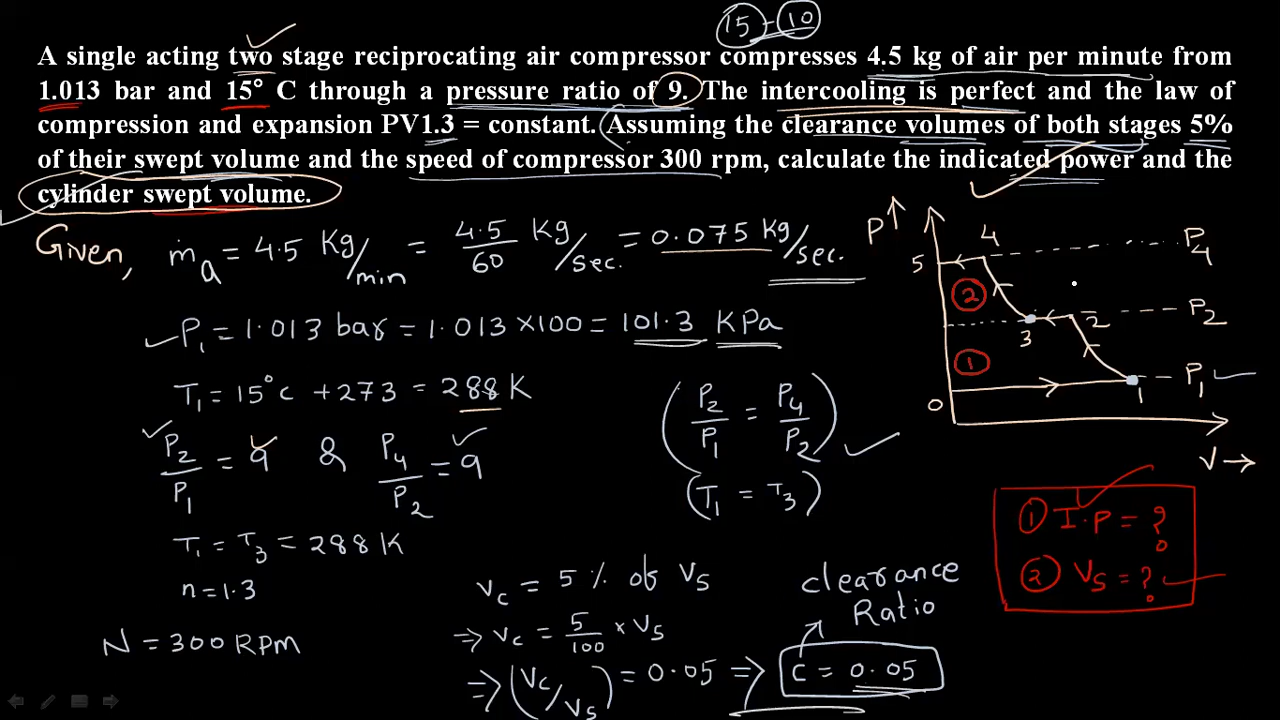 15 - 10
A single acting two stage reciprocating air compressor compresses 4.5 kg of air per minute from
1.013 bar and 15° C through a pressure ratio of 9. The intercooling is perfect and the law of
compression and expansion PV1.3 = constant. Assuming the clearance volumes of both stages 5%
of their swept volume and the speed of compressor 300 rpm, calculate the indicated power and the
cylinder swept volume.
Given, ṁa = 4.5 Kg/min = 4.5/60 Kg/sec. = 0.075 Kg/sec.
P1 = 1.013 bar = 1.013 x100 = 101.3 KPa
T1 = 15°c + 273 = 288 K
P2/P1 = 9 & P4/P2 = 9
(P2/P1 = P4/P2)
(T1 = T3)
T1 = T3 = 288 K
n = 1.3
N = 300 RPm
Vc = 5 % of Vs
=> Vc = 5/100 x Vs
=> (Vc/Vs) = 0.05 => C = 0.05
clearance
Ratio
P↑
5 4 P4
2
3 2 P2
1
0 1 P1
V →
1 I.P = ?
2 Vs = ?